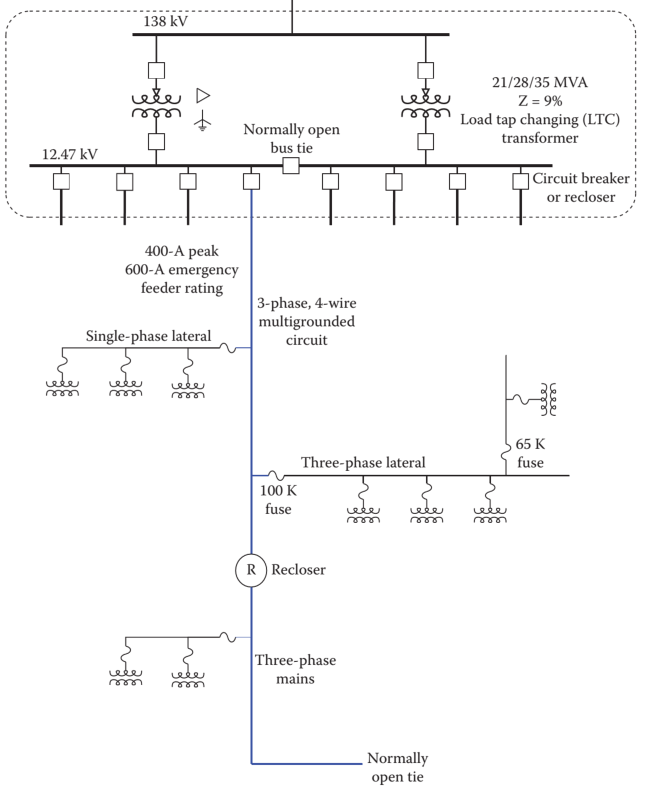 138 kV
21/28/35 MVA
Z = 9%
Load tap changing (LTC)
transformer
Normally open
bus tie
12.47 kV
Circuit breaker
or recloser
400-A peak
600-A emergency
feeder rating
3-phase, 4-wire
multigrounded
circuit
Single-phase lateral
65 K
fuse
Three-phase lateral
100 K
fuse
R Recloser
Three-phase
mains
Normally
open tie